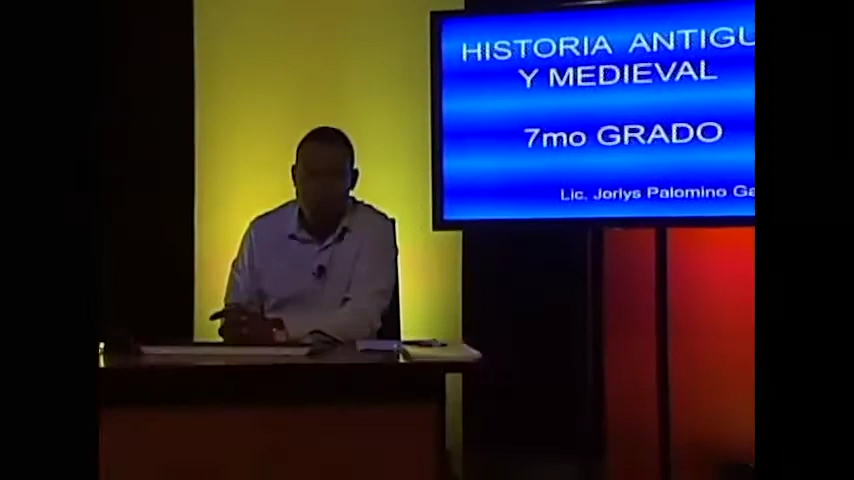 HISTORIA ANTIGU
Y MEDIEVAL
7mo GRADO
Lic. Jorlys Palomino Ga